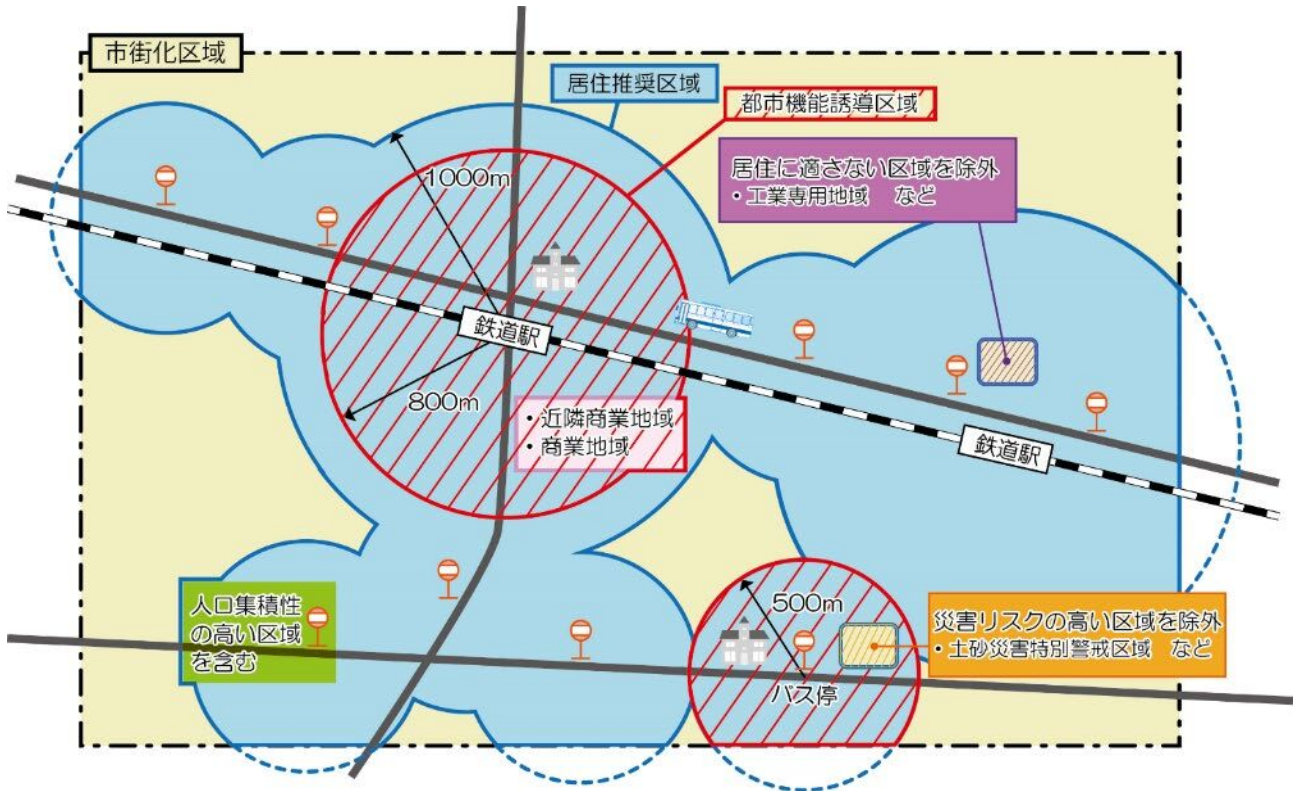 市街化区域
居住推奨区域
都市機能誘導区域
居住に適さない区域を除外
・工業専用地域 など
1000m
鉄道駅
800m
・近隣商業地域
・商業地域
鉄道駅
人口集積性
の高い区域
を含む
500m
バス停
災害リスクの高い区域を除外
・土砂災害特別警戒区域 など